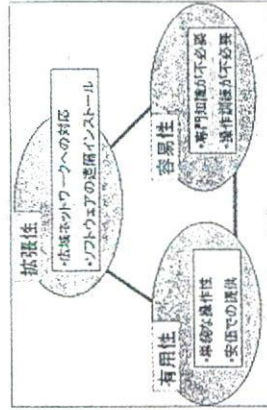 拡張性
・広域ネットワークへの対応
・ソフトウェアの遠隔インストール
有用性
・単純な操作性
・安価での提供
容易性
・専門知識が不必要
・操作訓練が不必要